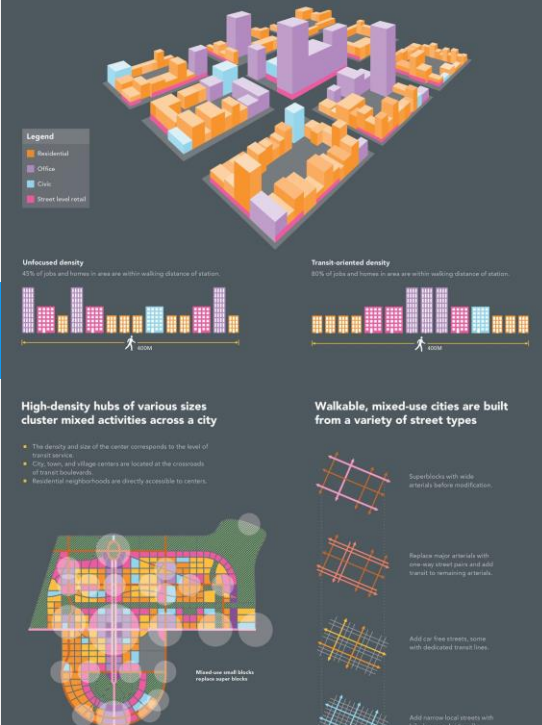 Legend
Residential
Office
Civic
Street level retail
Unfocused density
45% of jobs and homes in area are within walking distance of station.
Transit-oriented density
80% of jobs and homes in area are within walking distance of station.
400M
High-density hubs of various sizes
cluster mixed activities across a city
The density and size of the center corresponds to the level of
transit service.
City, town, and village centers are located at the crossroads
of transit boulevards.
Residential neighborhoods are directly accessible to centers.
Mixed-use small blocks
replace super blocks
Walkable, mixed-use cities are built
from a variety of street types
Superblocks with wide
arterials before modification.
Replace major arterials with
one-way street pairs and add
transit to remaining arterials.
Add car free streets, some
with dedicated transit lines.
Add narrow local streets with